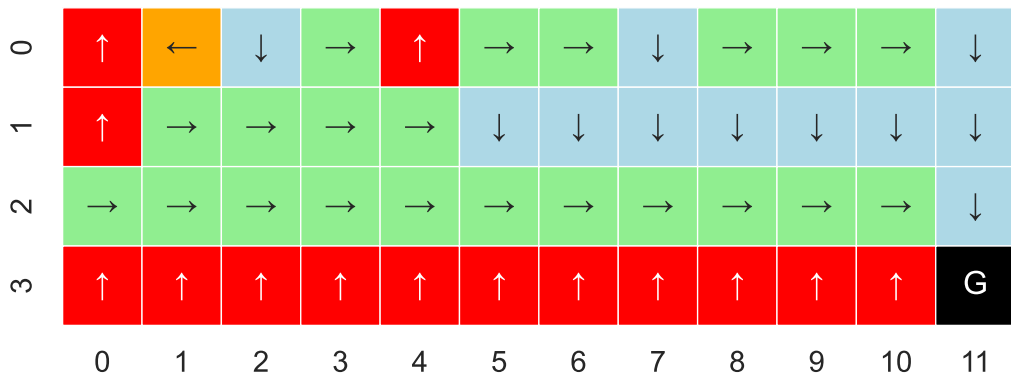 0 ↑ ← ↓ → ↑ → → ↓ → → → ↓
1 ↑ → → → → ↓ ↓ ↓ ↓ ↓ ↓ ↓
2 → → → → → → → → → → → ↓
3 ↑ ↑ ↑ ↑ ↑ ↑ ↑ ↑ ↑ ↑ ↑ G
0 1 2 3 4 5 6 7 8 9 10 11